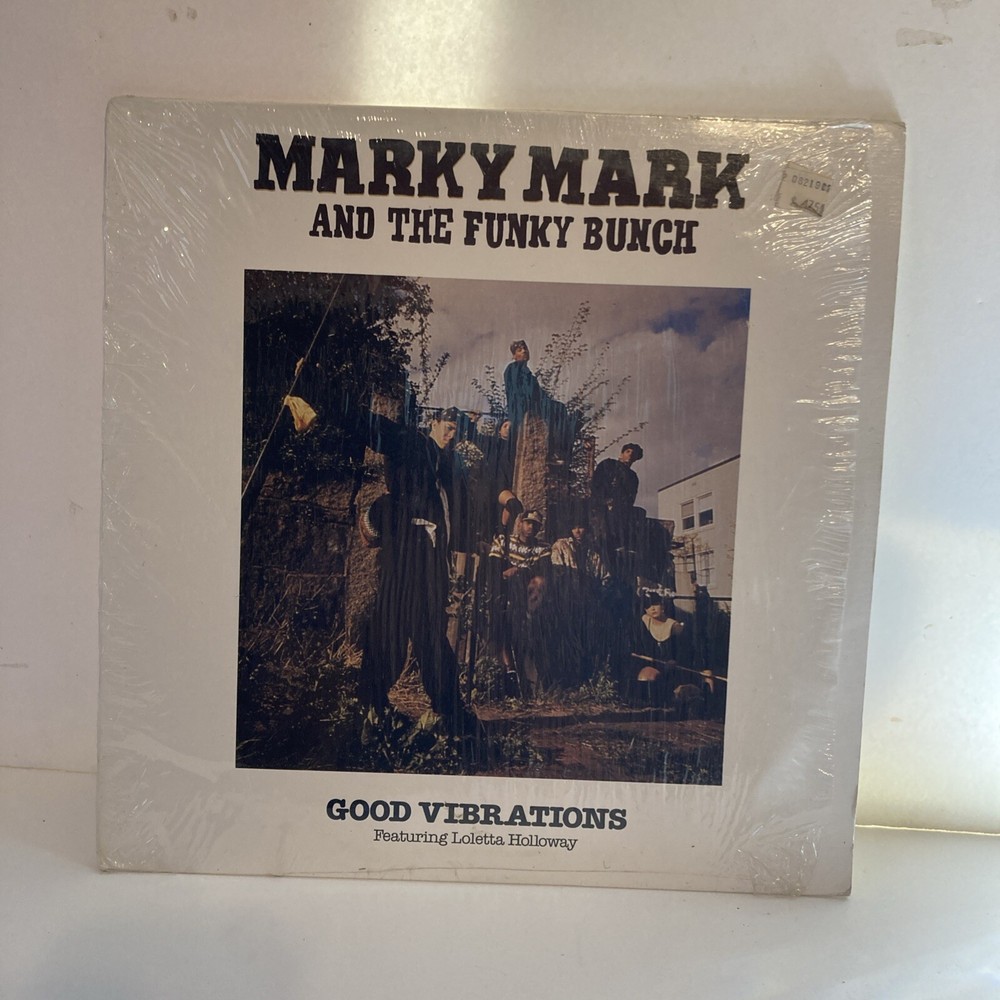 MARKY MARK
AND THE FUNKY BUNCH
GOOD VIBRATIONS
Featuring Loletta Holloway